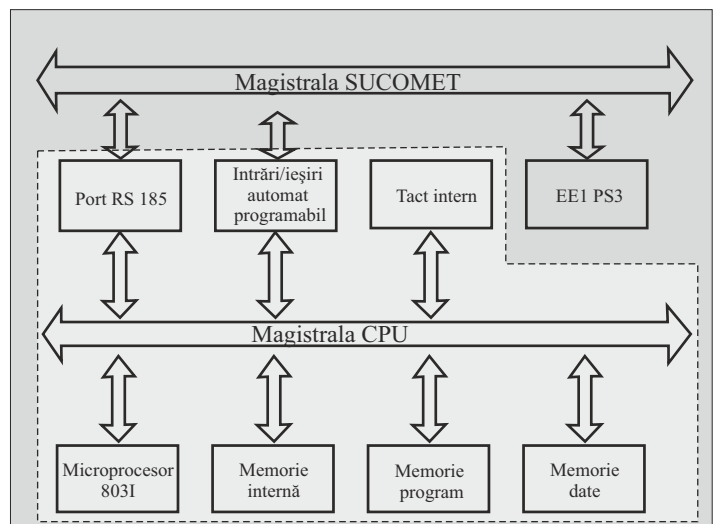 Magistrala SUCOMET
Port RS 185
Intrări/ieşiri
automat
programabil
Tact intern
EE1 PS3
Magistrala CPU
Microprocesor
803I
Memorie
internă
Memorie
program
Memorie
date